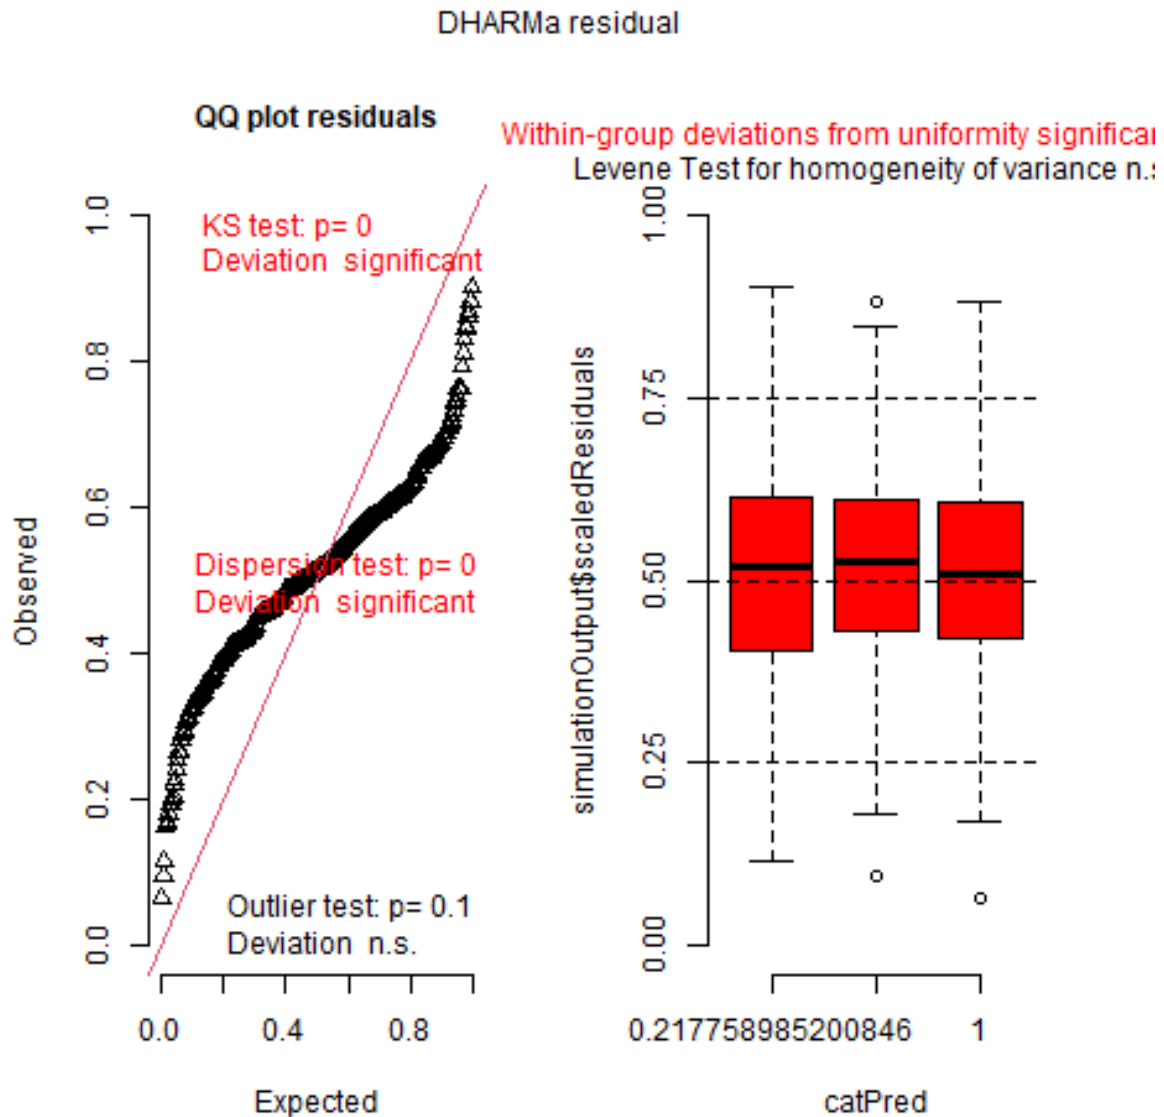 DHARMa residual
QQ plot residuals
KS test: p= 0
Deviation  significant
Dispersion test: p= 0
Deviation  significant
Outlier test: p= 0.1
Deviation  n.s.
Observed
0.0 0.2 0.4 0.6 0.8 1.0
0.0 0.4 0.8
Expected
Within-group deviations from uniformity significan
Levene Test for homogeneity of variance n.s
simulationOutput$scaledResiduals
0.00 0.25 0.50 0.75 1.00
0.217758985200846 1
catPred